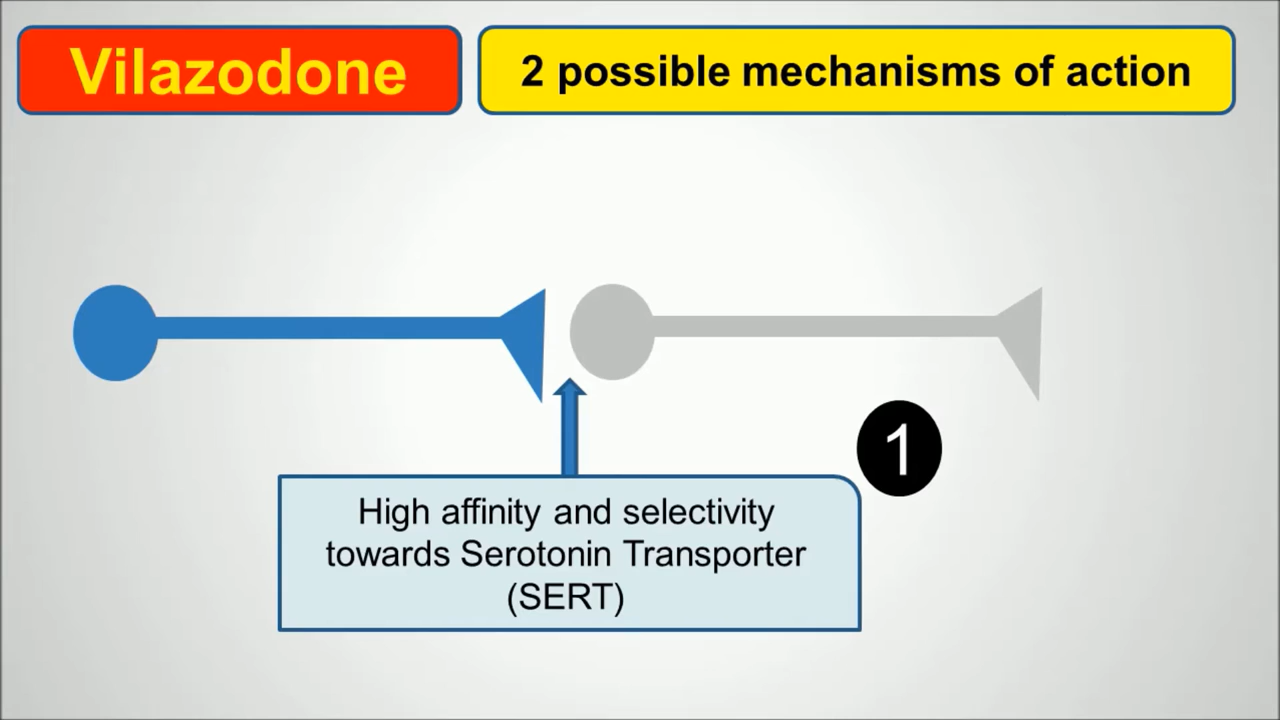 Vilazodone
2 possible mechanisms of action
1
High affinity and selectivity
towards Serotonin Transporter
(SERT)